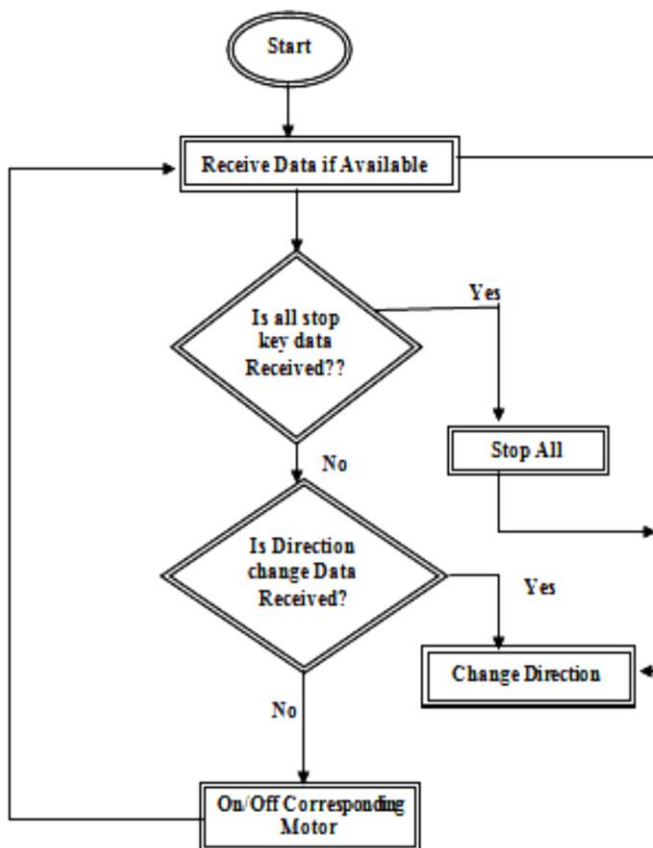 Start
Receive Data if Available
Is all stop
key data
Received??
Yes
Stop All
No
Is Direction
change Data
Received?
Yes
Change Direction
No
On/Off Corresponding
Motor